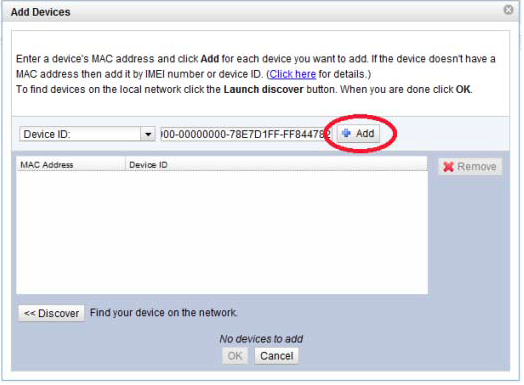 Add Devices
Enter a device's MAC address and click Add for each device you want to add. If the device doesn't have a
MAC address then add it by IMEI number or device ID. (Click here for details.)
To find devices on the local network click the Launch discover button. When you are done click OK.
Device ID: 00-00000000-78E7D1FF-FF844782 Add
MAC Address Device ID
Remove
<< Discover Find your device on the network.
No devices to add
OK Cancel